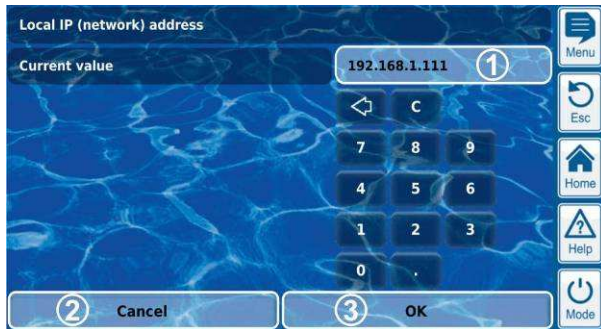 Local IP (network) address
Current value
192.168.1.111
1
C
7 8 9
4 5 6
1 2 3
0 .
2
Cancel
3
OK
Menu
Esc
Home
Help
Mode